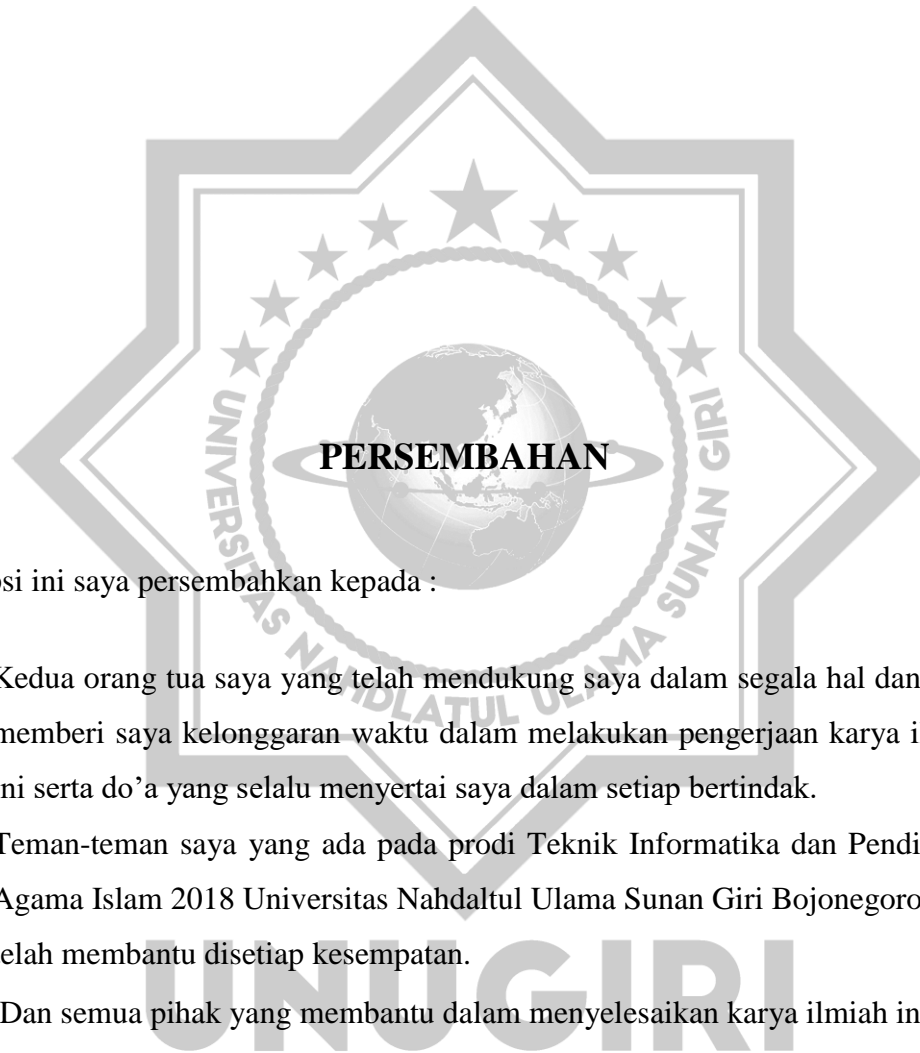 PERSEMBAHAN
UNIVERSITAS NAHDLATUL ULAMA SUNAN GIRI
psi ini saya persembahkan kepada :
Kedua orang tua saya yang telah mendukung saya dalam segala hal dan
memberi saya kelonggaran waktu dalam melakukan pengerjaan karya i
ni serta do’a yang selalu menyertai saya dalam setiap bertindak.
Teman-teman saya yang ada pada prodi Teknik Informatika dan Pendi
Agama Islam 2018 Universitas Nahdaltul Ulama Sunan Giri Bojonegoro
elah membantu disetiap kesempatan.
Dan semua pihak yang membantu dalam menyelesaikan karya ilmiah in
UNUGIRI